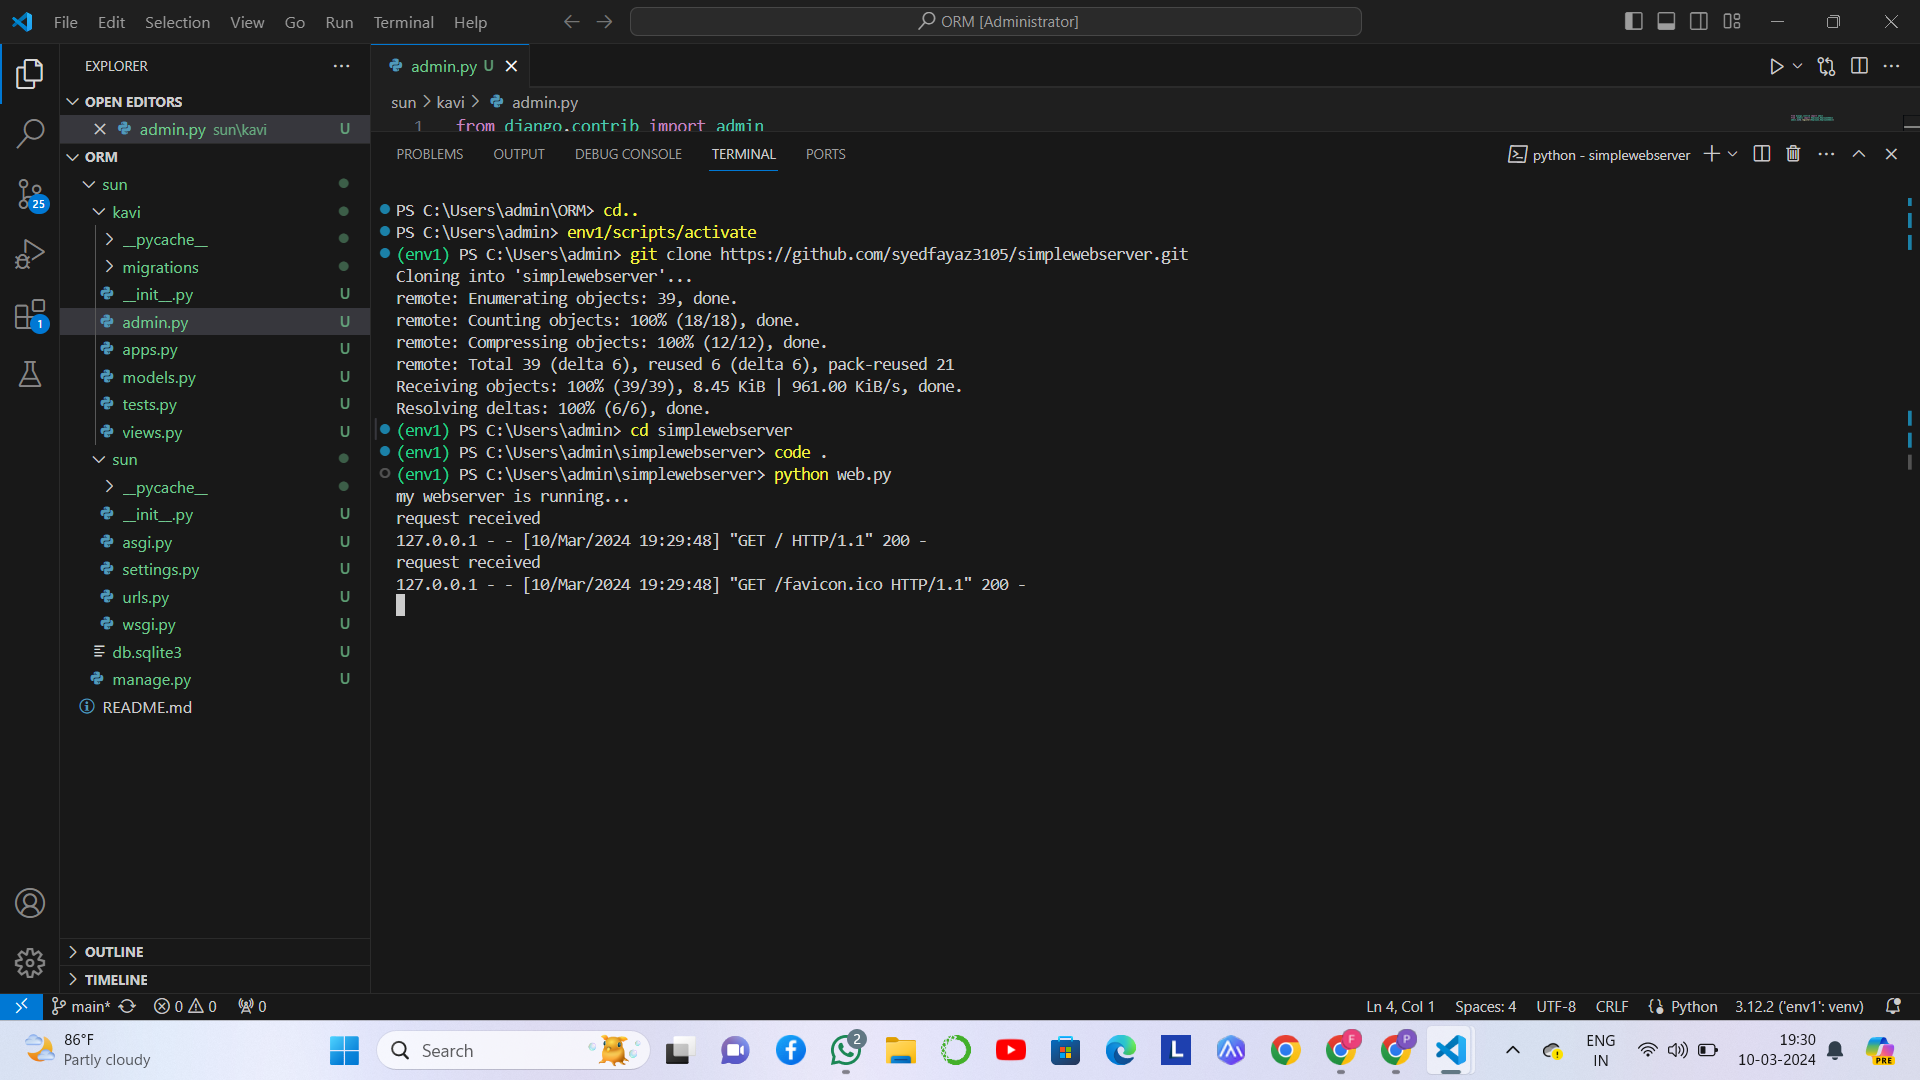 File Edit Selection View Go Run Terminal Help
ORM [Administrator]
EXPLORER
OPEN EDITORS
admin.py sun\kavi U
ORM
sun
kavi
__pycache__
migrations
__init__.py U
admin.py U
apps.py U
models.py U
tests.py U
views.py U
sun
__pycache__
__init__.py U
asgi.py U
settings.py U
urls.py U
wsgi.py U
db.sqlite3 U
manage.py U
README.md
OUTLINE
TIMELINE
25
1
admin.py U
sun > kavi > admin.py
1 from django.contrib import admin
PROBLEMS OUTPUT DEBUG CONSOLE TERMINAL PORTS
python - simplewebserver
PS C:\Users\admin\ORM> cd..
PS C:\Users\admin> env1/scripts/activate
(env1) PS C:\Users\admin> git clone https://github.com/syedfayaz3105/simplewebserver.git
Cloning into 'simplewebserver'...
remote: Enumerating objects: 39, done.
remote: Counting objects: 100% (18/18), done.
remote: Compressing objects: 100% (12/12), done.
remote: Total 39 (delta 6), reused 6 (delta 6), pack-reused 21
Receiving objects: 100% (39/39), 8.45 KiB | 961.00 KiB/s, done.
Resolving deltas: 100% (6/6), done.
(env1) PS C:\Users\admin> cd simplewebserver
(env1) PS C:\Users\admin\simplewebserver> code .
(env1) PS C:\Users\admin\simplewebserver> python web.py
my webserver is running...
request received
127.0.0.1 - - [10/Mar/2024 19:29:48] "GET / HTTP/1.1" 200 -
request received
127.0.0.1 - - [10/Mar/2024 19:29:48] "GET /favicon.ico HTTP/1.1" 200 -
main* 0 0 0
Ln 4, Col 1 Spaces: 4 UTF-8 CRLF Python 3.12.2 ('env1': venv)
86°F
Partly cloudy
Search
2
L
F
P
ENG
IN
19:30
10-03-2024
PRE